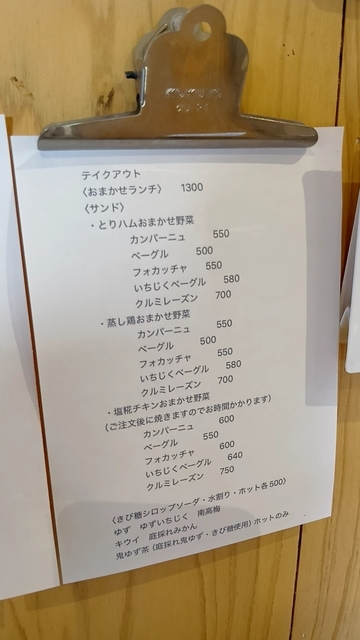 テイクアウト
〈おまかせランチ〉 1300
〈サンド〉
・とりハムおまかせ野菜
カンパーニュ 550
ベーグル 500
フォカッチャ 550
いちじくベーグル 580
クルミレーズン 700
・蒸し鶏おまかせ野菜
カンパーニュ 550
ベーグル 500
フォカッチャ 550
いちじくベーグル 580
クルミレーズン 700
・塩糀チキンおまかせ野菜
(ご注文後に焼きますのでお時間かかります)
カンパーニュ 600
ベーグル 550
フォカッチャ 600
いちじくベーグル 640
クルミレーズン 750
〈きび糖シロップソーダ・水割り・ホット各500〉
ゆず ゆずいちじく 南高梅
キウイ 庭採れみかん
鬼ゆず茶（庭採れ鬼ゆず・きび糖使用）ホットのみ